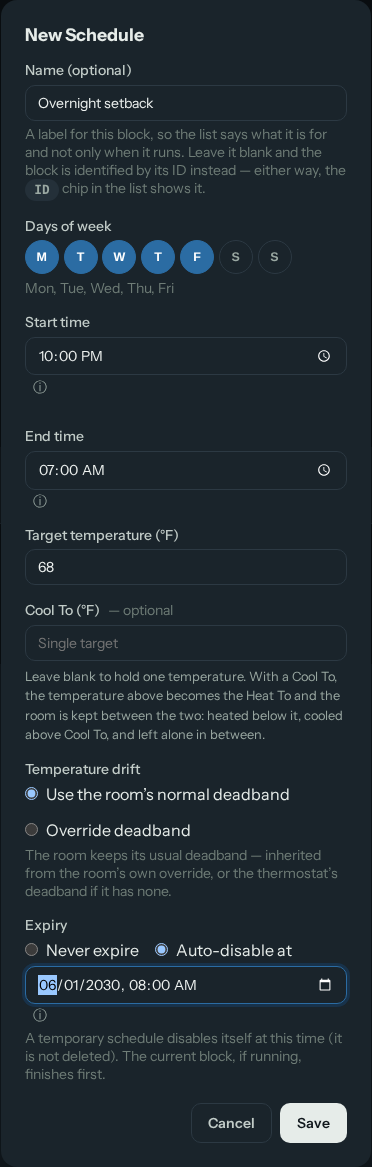 New Schedule
Name (optional)
Overnight setback
A label for this block, so the list says what it is for
and not only when it runs. Leave it blank and the
block is identified by its ID instead — either way, the
ID chip in the list shows it.
Days of week
M T W T F S S
Mon, Tue, Wed, Thu, Fri
Start time
10:00 PM
ⓘ
End time
07:00 AM
ⓘ
Target temperature (°F)
68
Cool To (°F) — optional
Single target
Leave blank to hold one temperature. With a Cool To,
the temperature above becomes the Heat To and the
room is kept between the two: heated below it, cooled
above Cool To, and left alone in between.
Temperature drift
Use the room's normal deadband
Override deadband
The room keeps its usual deadband — inherited
from the room's own override, or the thermostat's
deadband if it has none.
Expiry
Never expire Auto-disable at
06/01/2030, 08:00 AM
ⓘ
A temporary schedule disables itself at this time (it
is not deleted). The current block, if running,
finishes first.
Cancel Save